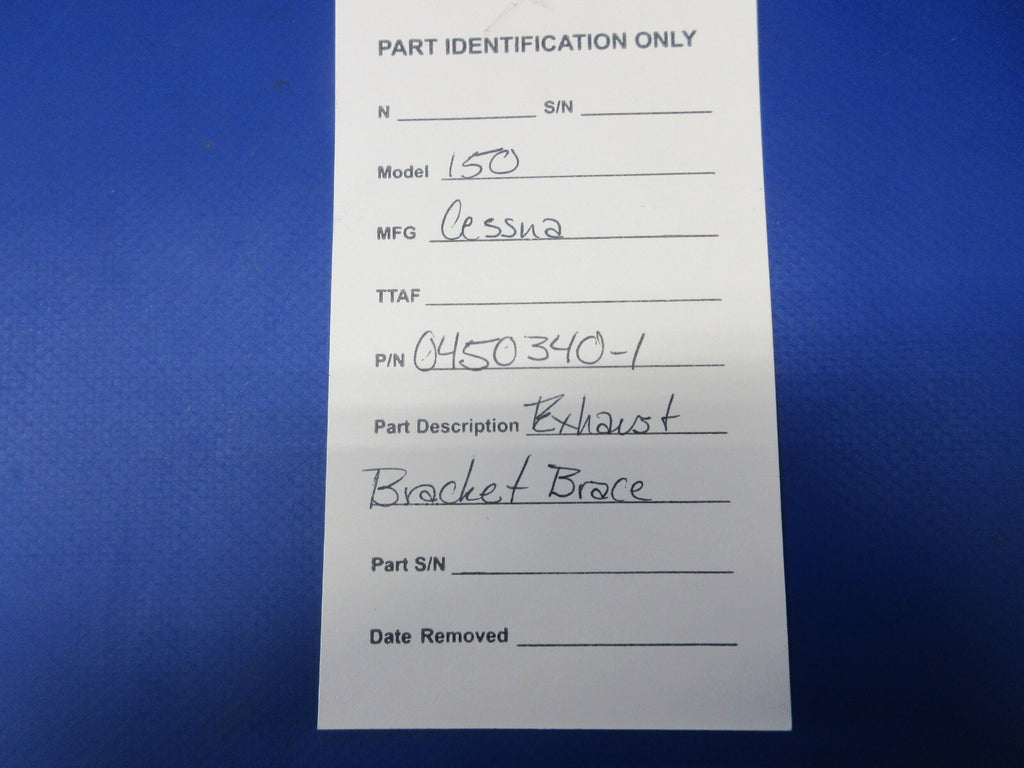 PART IDENTIFICATION ONLY
N S/N
Model 150
MFG Cessna
TTAF
P/N 0450340-1
Part Description Exhaust
Bracket Brace
Part S/N
Date Removed